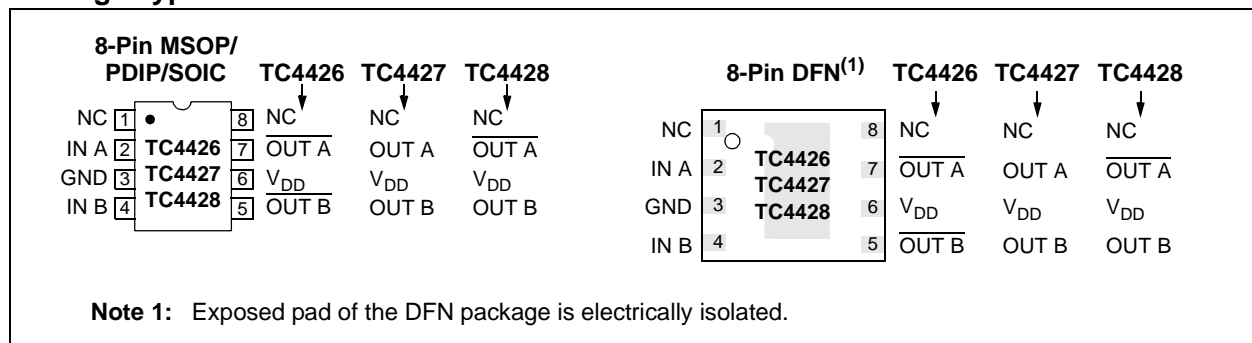 8-Pin MSOP/
PDIP/SOIC TC4426 TC4427 TC4428
NC 1 8 NC NC NC
IN A 2 TC4426 7 OUT A OUT A OUT A
GND 3 TC4427 6 VDD VDD VDD
IN B 4 TC4428 5 OUT B OUT B OUT B
8-Pin DFN(1) TC4426 TC4427 TC4428
NC 1 8 NC NC NC
IN A 2 TC4426 7 OUT A OUT A OUT A
TC4427
GND 3 TC4428 6 VDD VDD VDD
IN B 4 5 OUT B OUT B OUT B
Note 1: Exposed pad of the DFN package is electrically isolated.